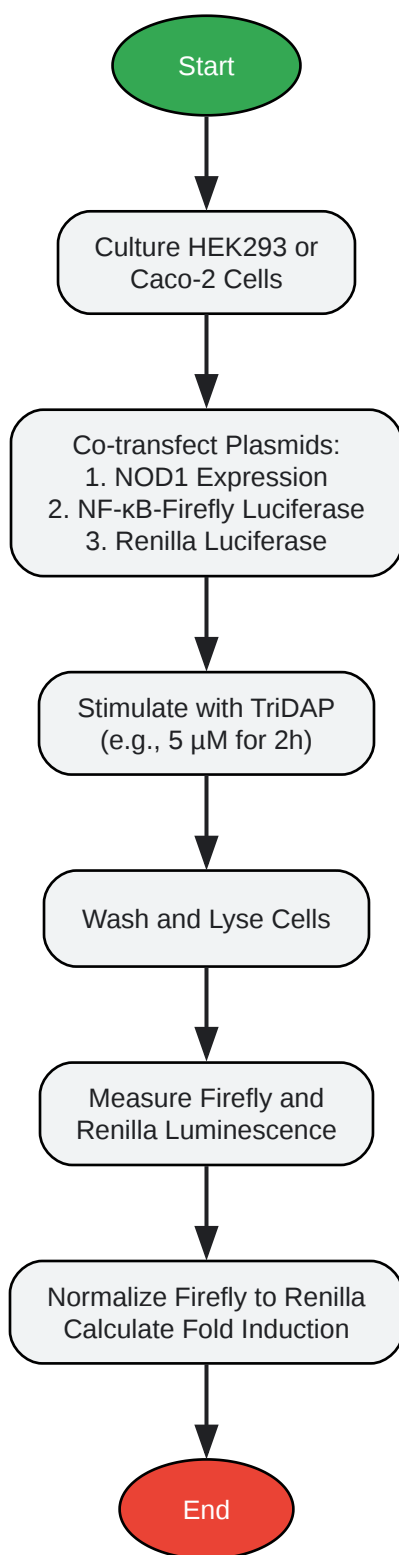 Start
Culture HEK293 or
Caco-2 Cells
Co-transfect Plasmids:
1. NOD1 Expression
2. NF-κB-Firefly Luciferase
3. Renilla Luciferase
Stimulate with TriDAP
(e.g., 5 µM for 2h)
Wash and Lyse Cells
Measure Firefly and
Renilla Luminescence
Normalize Firefly to Renilla
Calculate Fold Induction
End